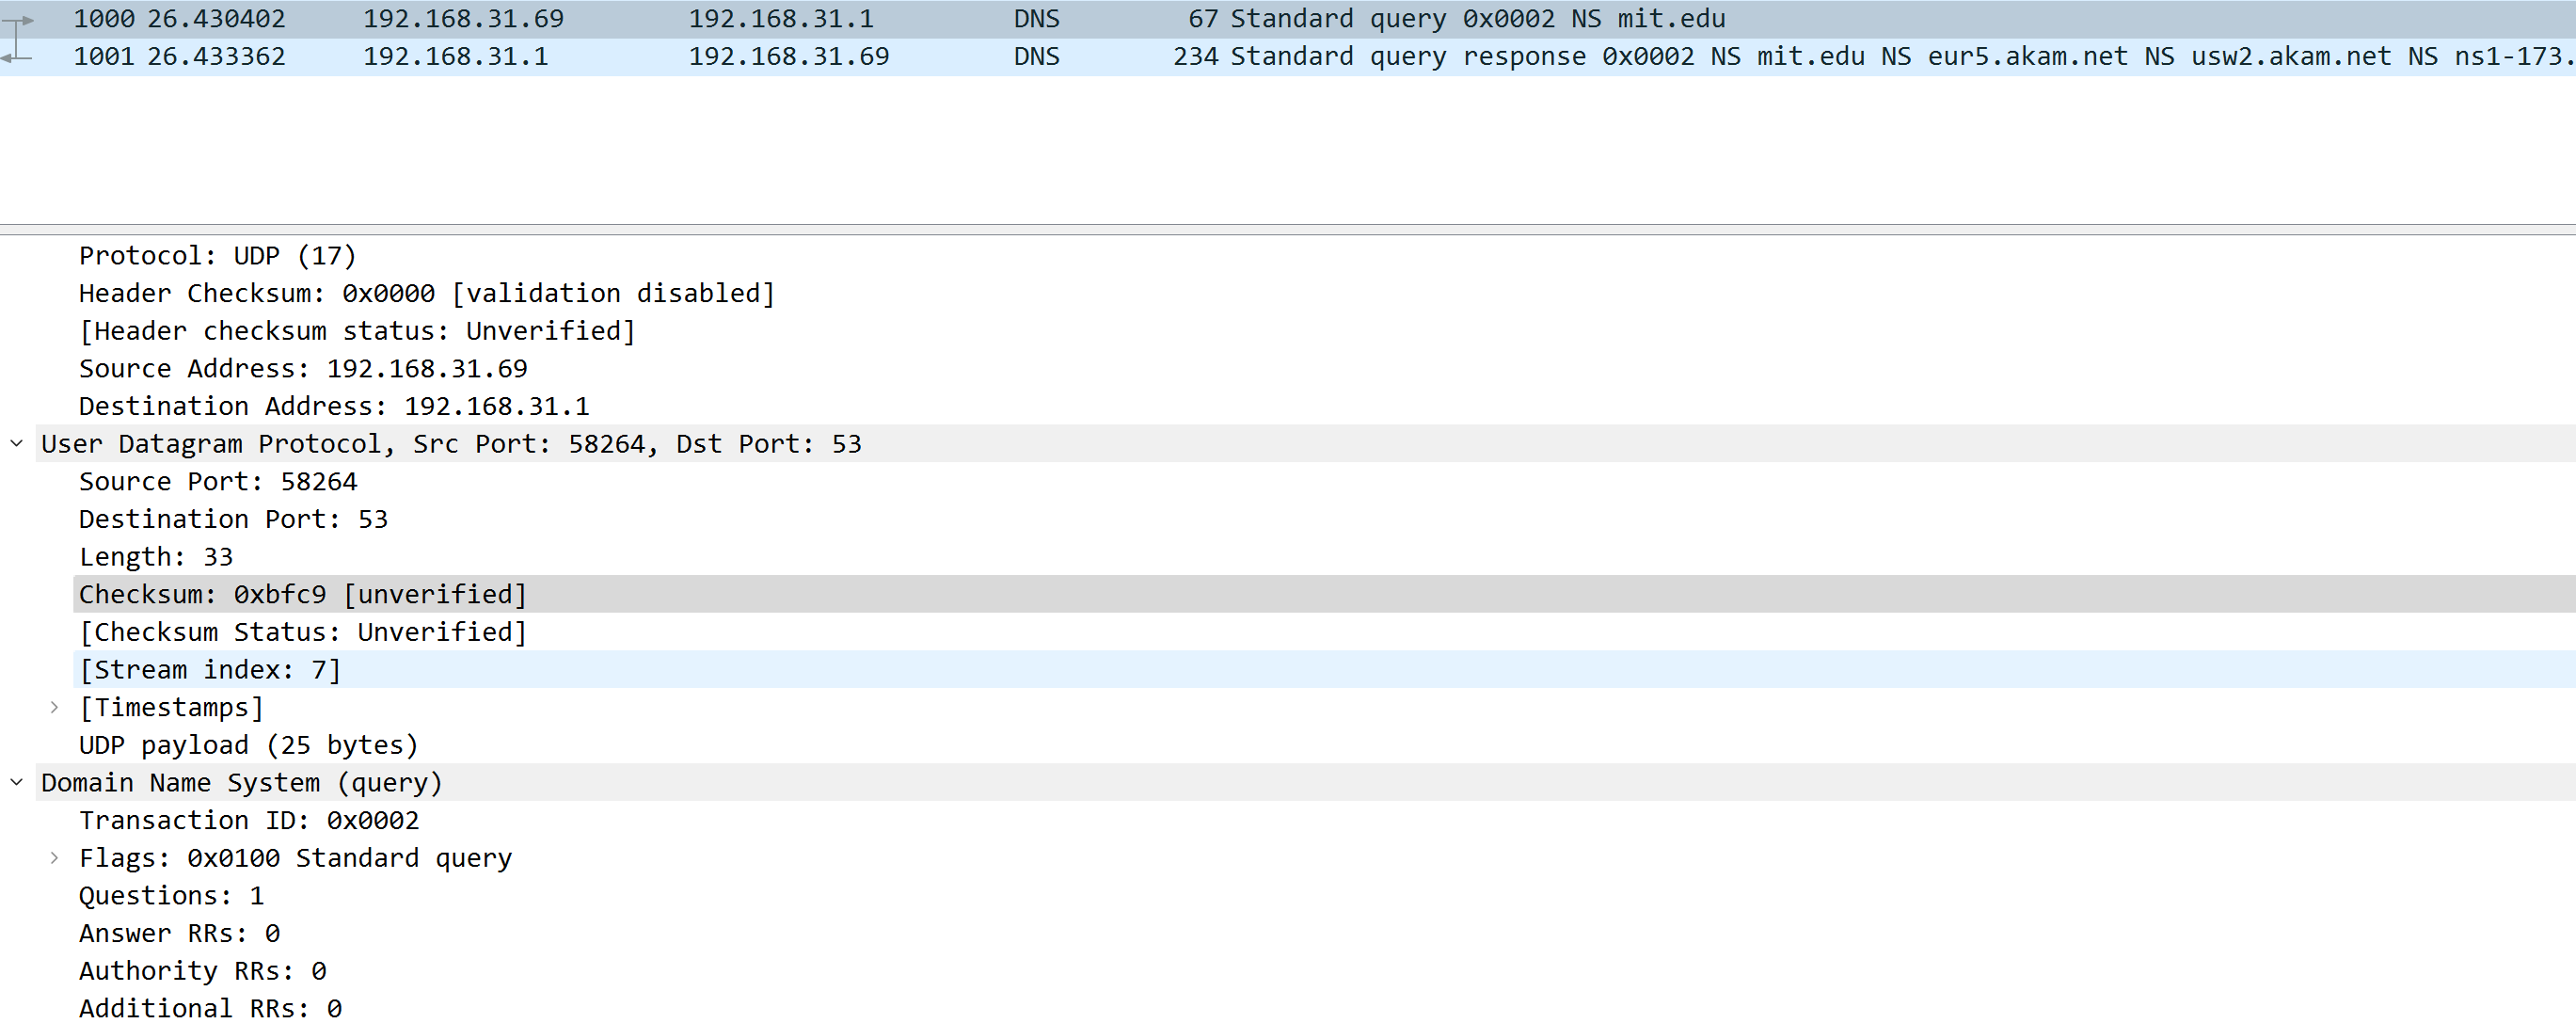 1000 26.430402 192.168.31.69 192.168.31.1 DNS 67 Standard query 0x0002 NS mit.edu
1001 26.433362 192.168.31.1 192.168.31.69 DNS 234 Standard query response 0x0002 NS mit.edu NS eur5.akam.net NS usw2.akam.net NS ns1-173.
Protocol: UDP (17)
Header Checksum: 0x0000 [validation disabled]
[Header checksum status: Unverified]
Source Address: 192.168.31.69
Destination Address: 192.168.31.1
User Datagram Protocol, Src Port: 58264, Dst Port: 53
Source Port: 58264
Destination Port: 53
Length: 33
Checksum: 0xbfc9 [unverified]
[Checksum Status: Unverified]
[Stream index: 7]
[Timestamps]
UDP payload (25 bytes)
Domain Name System (query)
Transaction ID: 0x0002
Flags: 0x0100 Standard query
Questions: 1
Answer RRs: 0
Authority RRs: 0
Additional RRs: 0